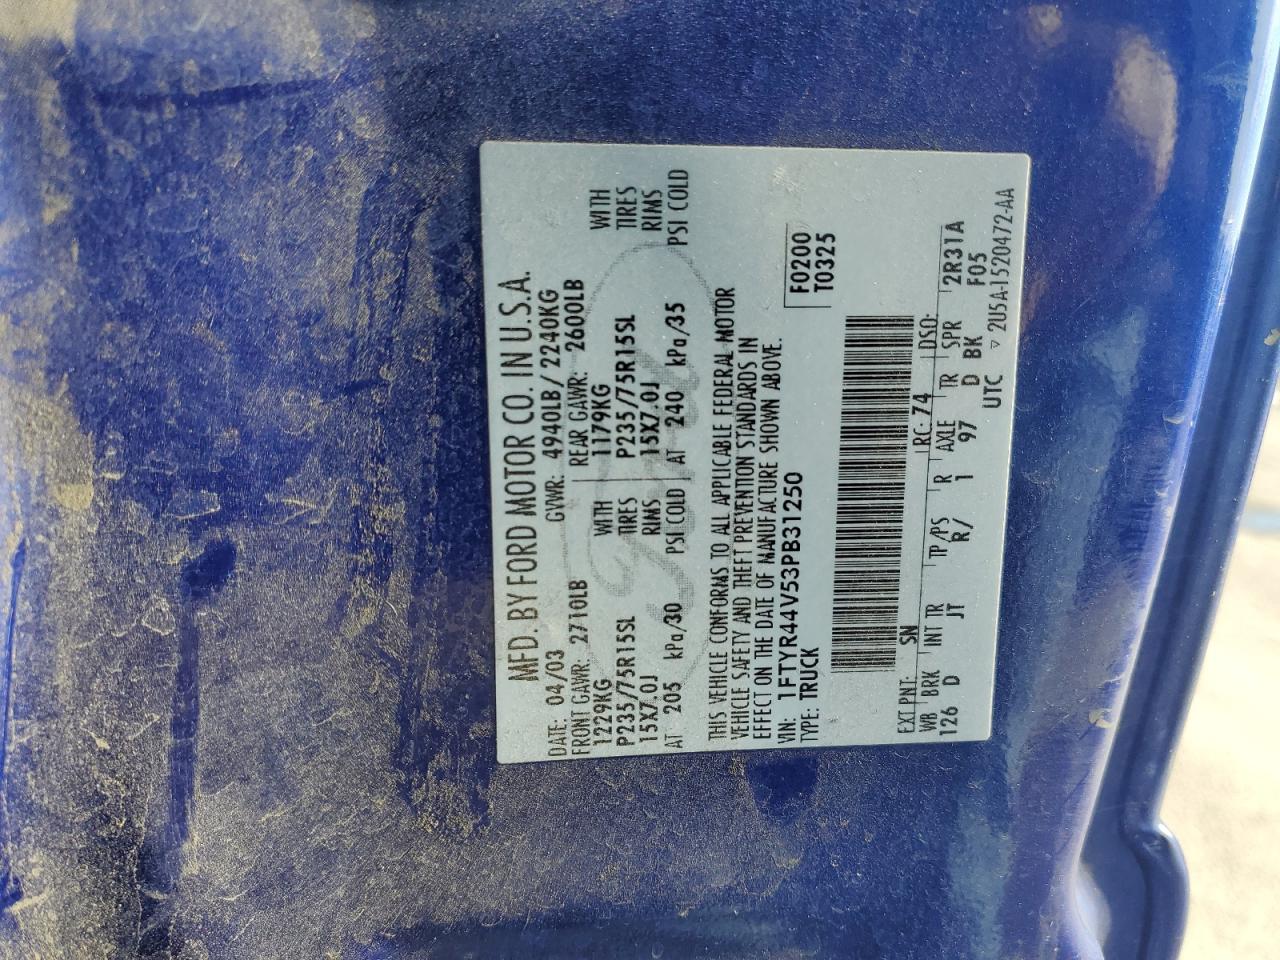 MFD. BY FORD MOTOR CO. IN U.S.A.
DATE: 04/03 GVWR: 4940LB/2240KG
FRONT GAWR: 2710LB REAR GAWR: 2600LB
1229KG WITH 1179KG WITH
P235/75R15SL TIRES P235/75R15SL TIRES
15X7.0J RIMS 15X7.0J RIMS
AT 205 kPa/30 PSI COLD AT 240 kPa/35 PSI COLD
THIS VEHICLE CONFORMS TO ALL APPLICABLE FEDERAL MOTOR
VEHICLE SAFETY AND THEFT PREVENTION STANDARDS IN
EFFECT ON THE DATE OF MANUFACTURE SHOWN ABOVE.
VIN: 1FTYR44V53PB31250
TYPE: TRUCK
F0200
T0325
EXT PNT: SN RC: 74 DSO:
WB BRK INT TR TP/PS R AXLE TR SPR 2R31A
126 D JT R/ 1 97 D BK F05
UTC ▽ 2U5A-1520472-AA
Ford